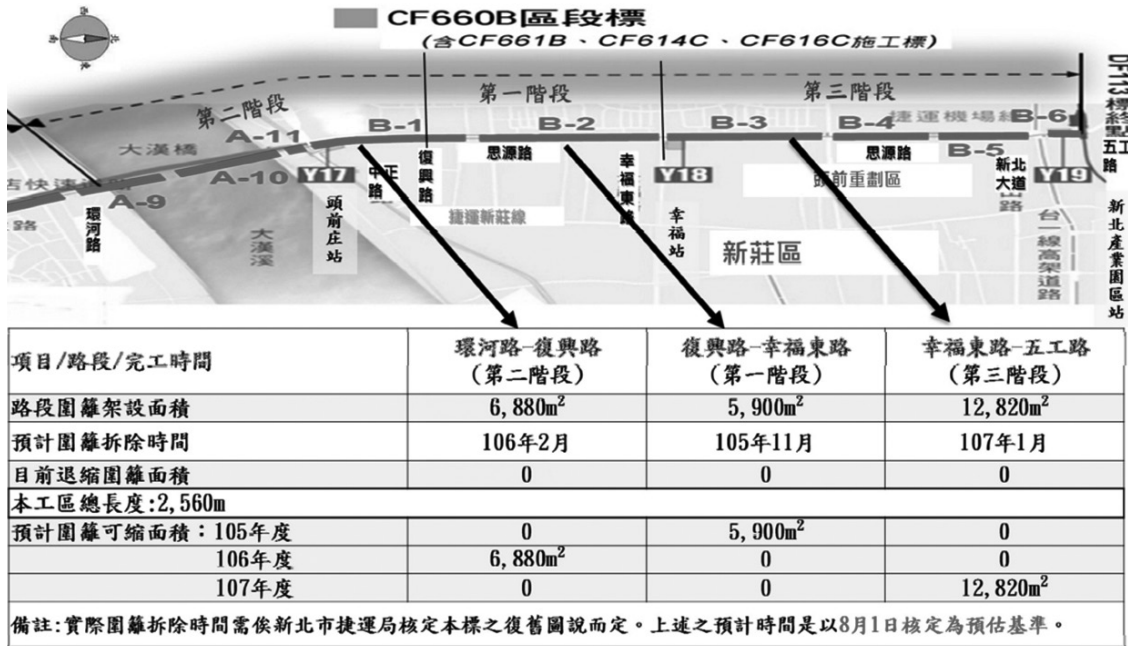 CF660B區段標
(含CF661B、CF614C、CF616C施工標)
西
南
北
東
第二階段
第一階段
第三階段
DF113標終點
五工路
A-11
B-1
B-2
B-3
B-4
捷運機場線
B-6
大漢橋
A-10
A-9
Y17
中正路
復興路
思源路
幸福東路
Y18
思源路
頭前重劃區
B-5
新北大道
Y19
環河路
大漢溪
頭前庄站
捷運新莊線
幸福站
新莊區
台一線高架道路
新北產業園區站
項目/路段/完工時間
環河路-復興路
(第二階段)
復興路-幸福東路
(第一階段)
幸福東路-五工路
(第三階段)
路段圍籬架設面積 6,880m² 5,900m² 12,820m²
預計圍籬拆除時間 106年2月 105年11月 107年1月
目前退縮圍籬面積 0 0 0
本工區總長度:2,560m
預計圍籬可縮面積：105年度 0 5,900m² 0
106年度 6,880m² 0 0
107年度 0 0 12,820m²
備註:實際圍籬拆除時間需俟新北市捷運局核定本標之復舊圖說而定。上述之預計時間是以8月1日核定為預估基準。